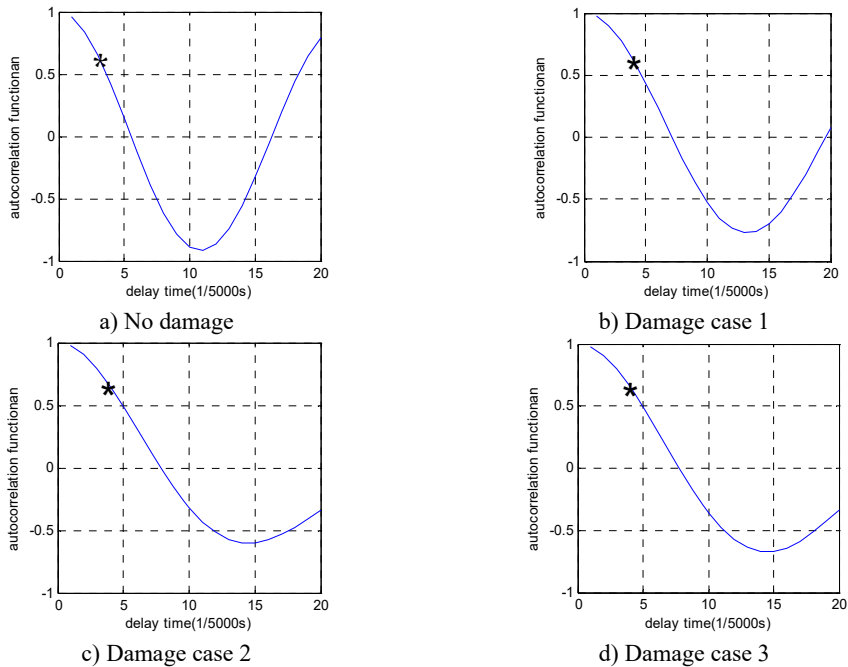 autocorrelation functionan
1
0.5
0
-0.5
-1
0 5 10 15 20
delay time(1/5000s)
a) No damage
autocorrelation functionan
1
0.5
0
-0.5
-1
0 5 10 15 20
delay time(1/5000s)
b) Damage case 1
autocorrelation functionan
1
0.5
0
-0.5
-1
0 5 10 15 20
delay time(1/5000s)
c) Damage case 2
autocorrelation functionan
1
0.5
0
-0.5
-1
0 5 10 15 20
delay time(1/5000s)
d) Damage case 3